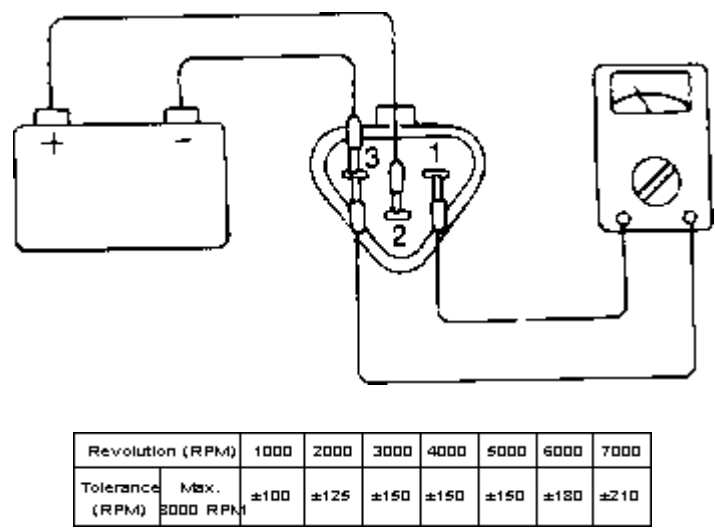 + -
3 1
2
Revolution (RPM) 1000 2000 3000 4000 5000 6000 7000
Tolerance (RPM) Max. 8000 RPM ±100 ±125 ±150 ±150 ±150 ±180 ±210